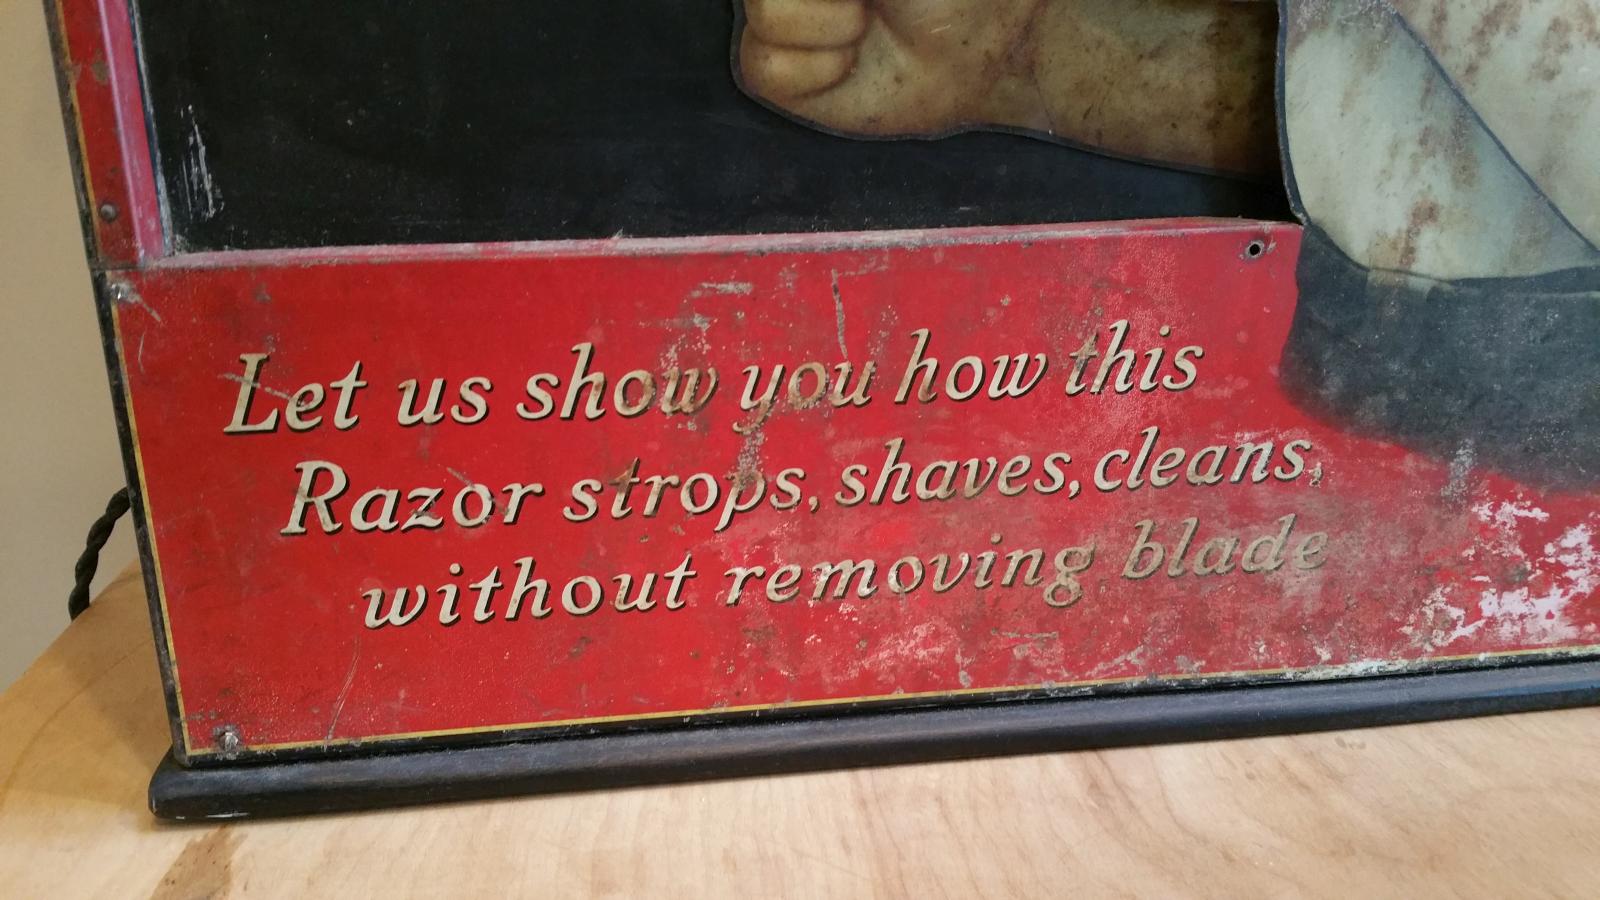 Let us show you how this
Razor strops, shaves, cleans,
without removing blade